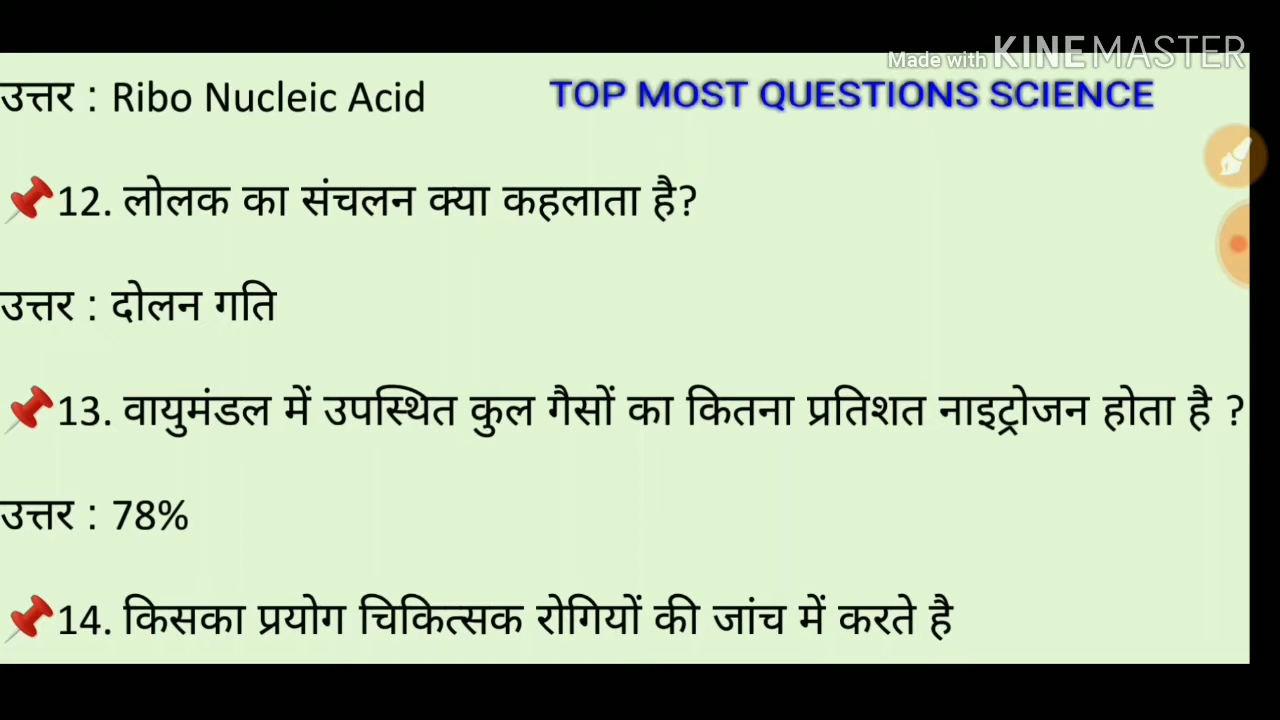 Made with KINEMASTER
उत्तर : Ribo Nucleic Acid
TOP MOST QUESTIONS SCIENCE
📌12. लोलक का संचलन क्या कहलाता है?
उत्तर : दोलन गति
📌13. वायुमंडल में उपस्थित कुल गैसों का कितना प्रतिशत नाइट्रोजन होता है ?
उत्तर : 78%
📌14. किसका प्रयोग चिकित्सक रोगियों की जांच में करते है